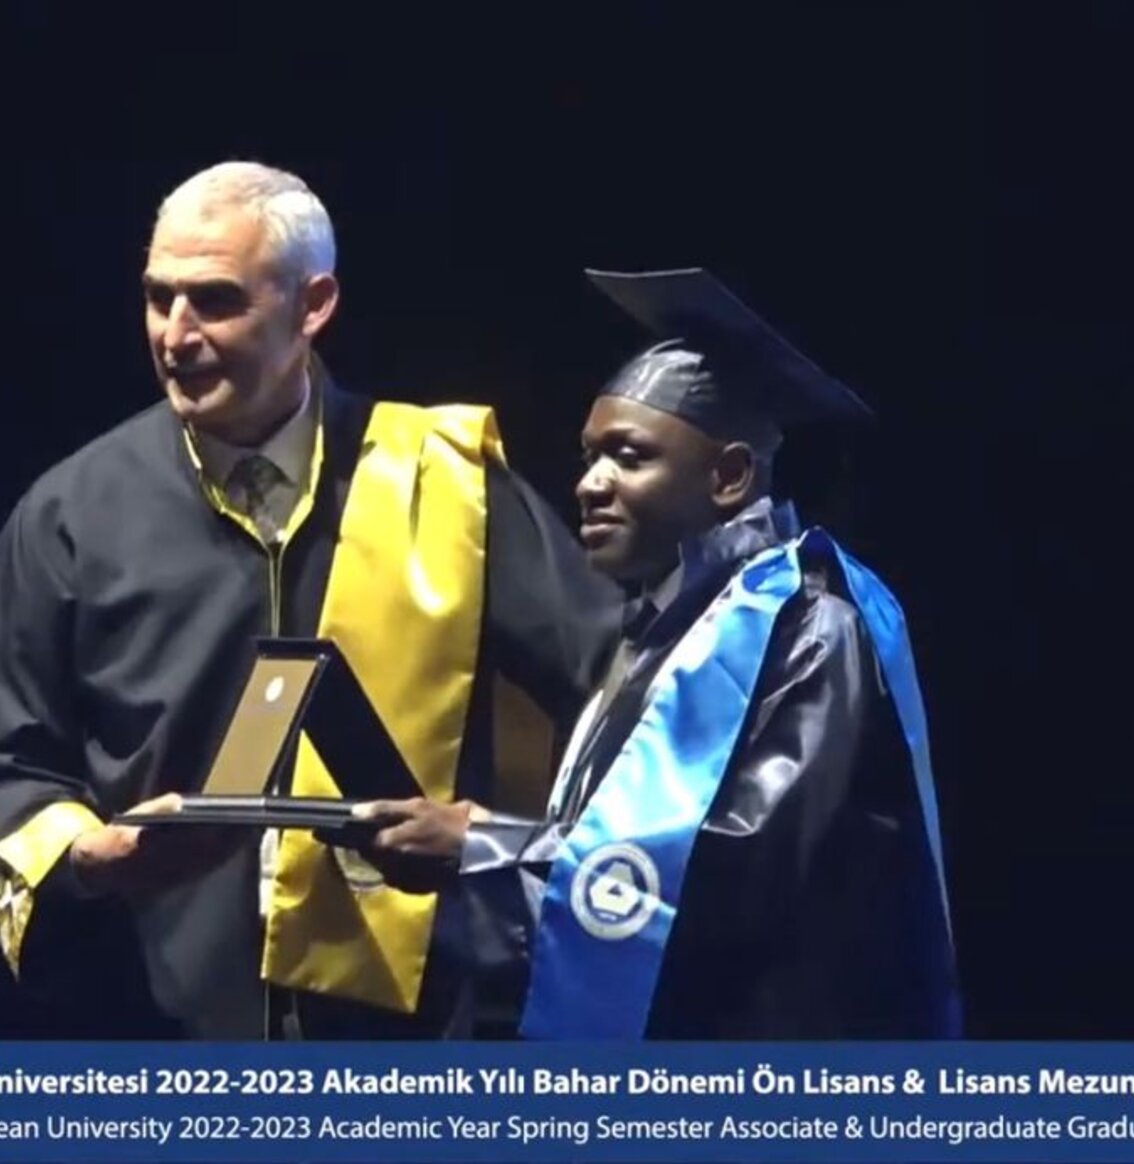 niversitesi 2022-2023 Akademik Yılı Bahar Dönemi Ön Lisans & Lisans Mezun
ean University 2022-2023 Academic Year Spring Semester Associate & Undergraduate Gradu